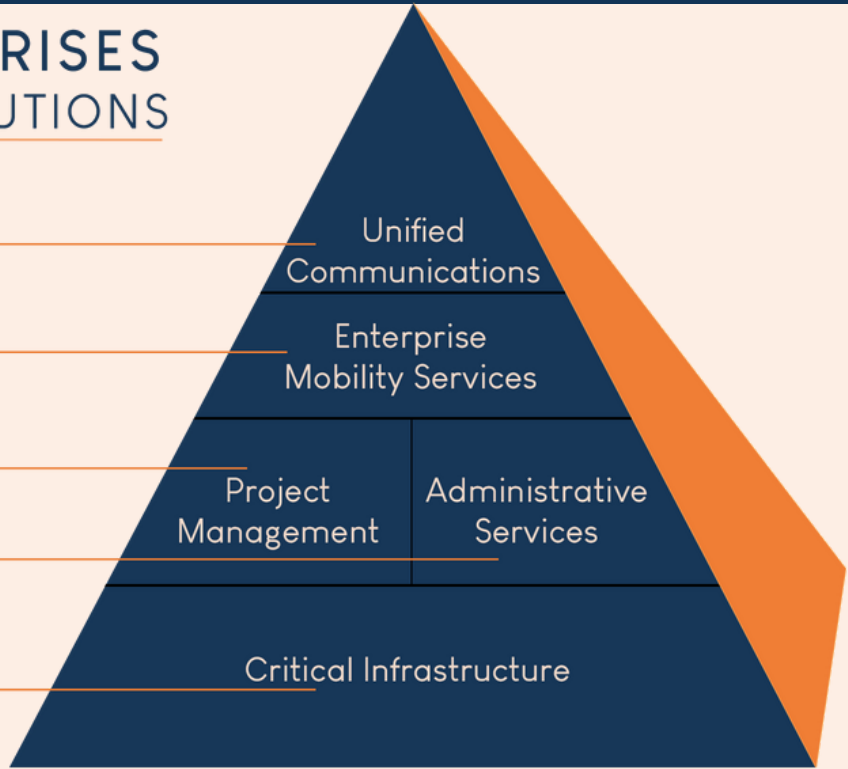 RISES
UTIONS
Unified
Communications
Enterprise
Mobility Services
Project
Management
Administrative
Services
Critical Infrastructure